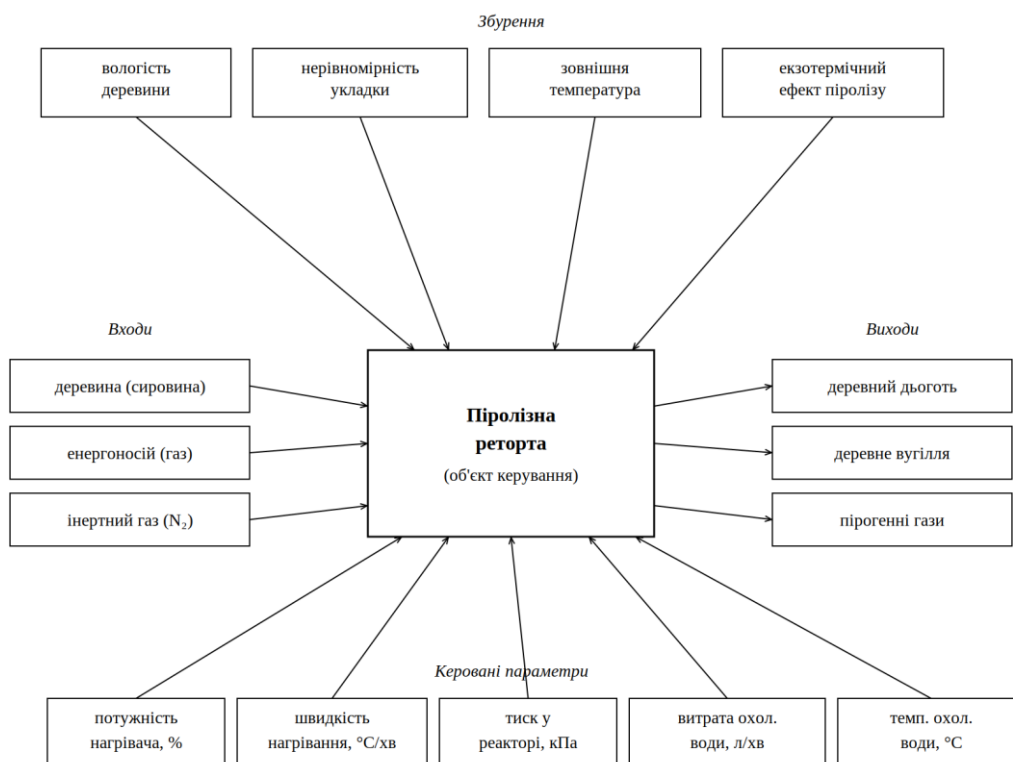 Збурення
вологість
деревини
нерівномірність
укладки
зовнішня
температура
екзотермічний
ефект піролізу
Входи
Виходи
деревина (сировина)
енергоносій (газ)
інертний газ (N₂)
Піролізна
реторта
(об'єкт керування)
деревний дьоготь
деревне вугілля
пірогенні гази
Керовані параметри
потужність
нагрівача, %
швидкість
нагрівання, °C/хв
тиск у
реакторі, кПа
витрата охол.
води, л/хв
темп. охол.
води, °C